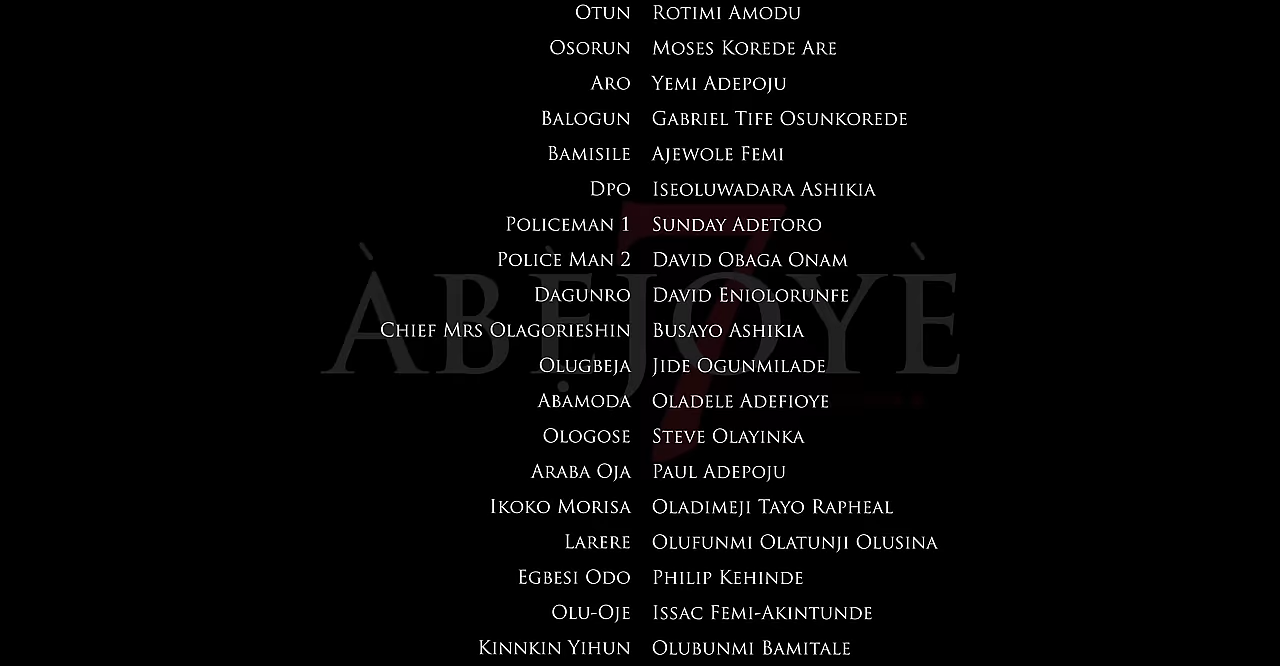 Otun Rotimi Amodu
Osorun Moses Korede Are
Aro Yemi Adepoju
Balogun Gabriel Tife Osunkorede
Bamisile Ajewole Femi
Dpo Iseoluwadara Ashikia
Policeman 1 Sunday Adetoro
Police Man 2 David Obaga Onam
Dagunro David Eniolorunfe
Chief Mrs Olagorieshin Busayo Ashikia
Olugbeja Jide Ogunmilade
Abamoda Oladele Adefioye
Ologose Steve Olayinka
Araba Oja Paul Adepoju
Ikoko Morisa Oladimeji Tayo Rapheal
Larere Olufunmi Olatunji Olusina
Egbesi Odo Philip Kehinde
Olu-Oje Issac Femi-Akintunde
Kinnkin Yihun Olubunmi Bamitale
ÀBẸ̀JOYÈ 7